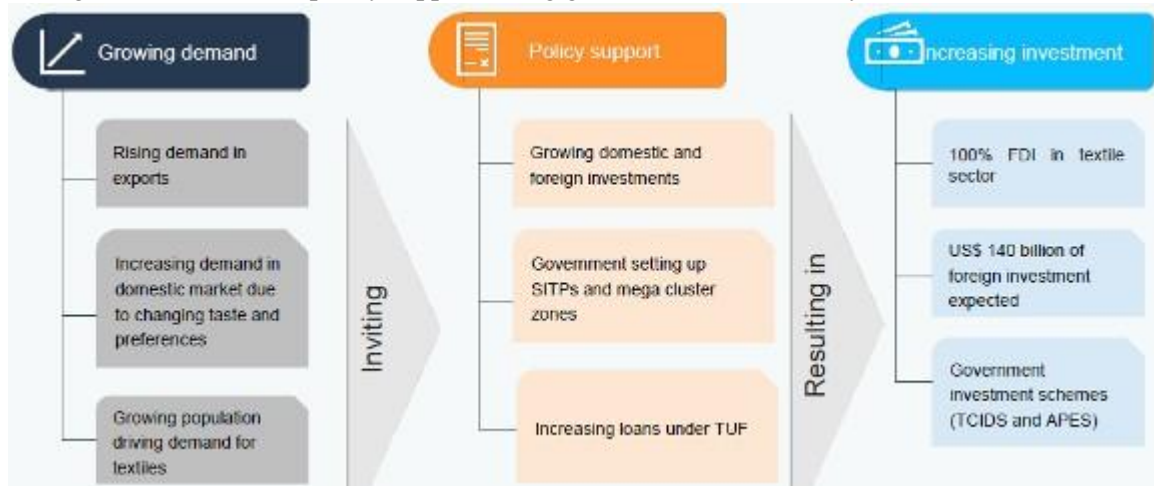 Growing demand
Rising demand in
exports
Increasing demand in
domestic market due
to changing taste and
preferences
Growing population
driving demand for
textiles
Inviting
Policy support
Growing domestic and
foreign investments
Government setting up
SITPs and mega cluster
zones
Increasing loans under TUF
Resulting in
Increasing investment
100% FDI in textile
sector
US$ 140 billion of
foreign investment
expected
Government
investment schemes
(TCIDS and APES)